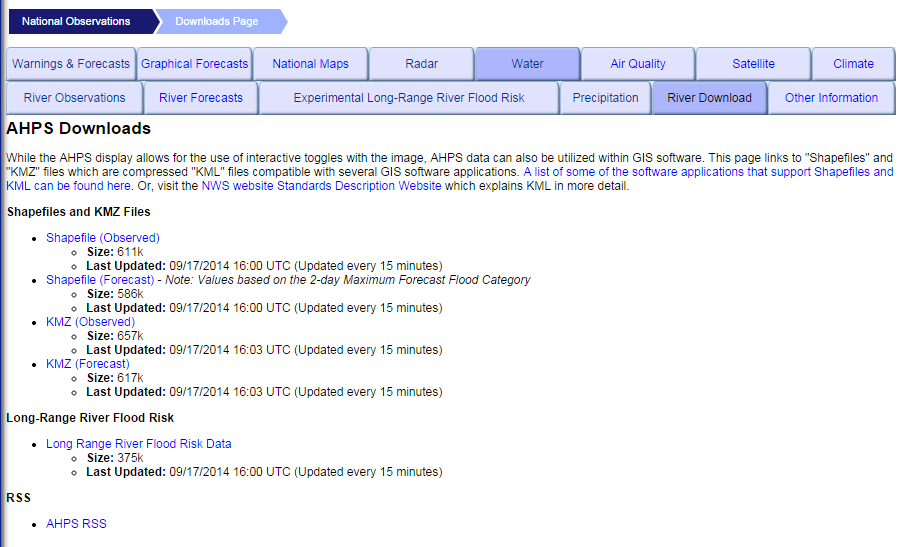 National Observations Downloads Page
Warnings & Forecasts Graphical Forecasts National Maps Radar Water Air Quality Satellite Climate
River Observations River Forecasts Experimental Long-Range River Flood Risk Precipitation River Download Other Information
AHPS Downloads
While the AHPS display allows for the use of interactive toggles with the image, AHPS data can also be utilized within GIS software. This page links to "Shapefiles" and
"KMZ" files which are compressed "KML" files compatible with several GIS software applications. A list of some of the software applications that support Shapefiles and
KML can be found here. Or, visit the NWS website Standards Description Website which explains KML in more detail.
Shapefiles and KMZ Files
Shapefile (Observed)
Size: 611k
Last Updated: 09/17/2014 16:00 UTC (Updated every 15 minutes)
Shapefile (Forecast) - Note: Values based on the 2-day Maximum Forecast Flood Category
Size: 586k
Last Updated: 09/17/2014 16:00 UTC (Updated every 15 minutes)
KMZ (Observed)
Size: 657k
Last Updated: 09/17/2014 16:03 UTC (Updated every 15 minutes)
KMZ (Forecast)
Size: 617k
Last Updated: 09/17/2014 16:03 UTC (Updated every 15 minutes)
Long-Range River Flood Risk
Long Range River Flood Risk Data
Size: 375k
Last Updated: 09/17/2014 16:00 UTC (Updated every 15 minutes)
RSS
AHPS RSS